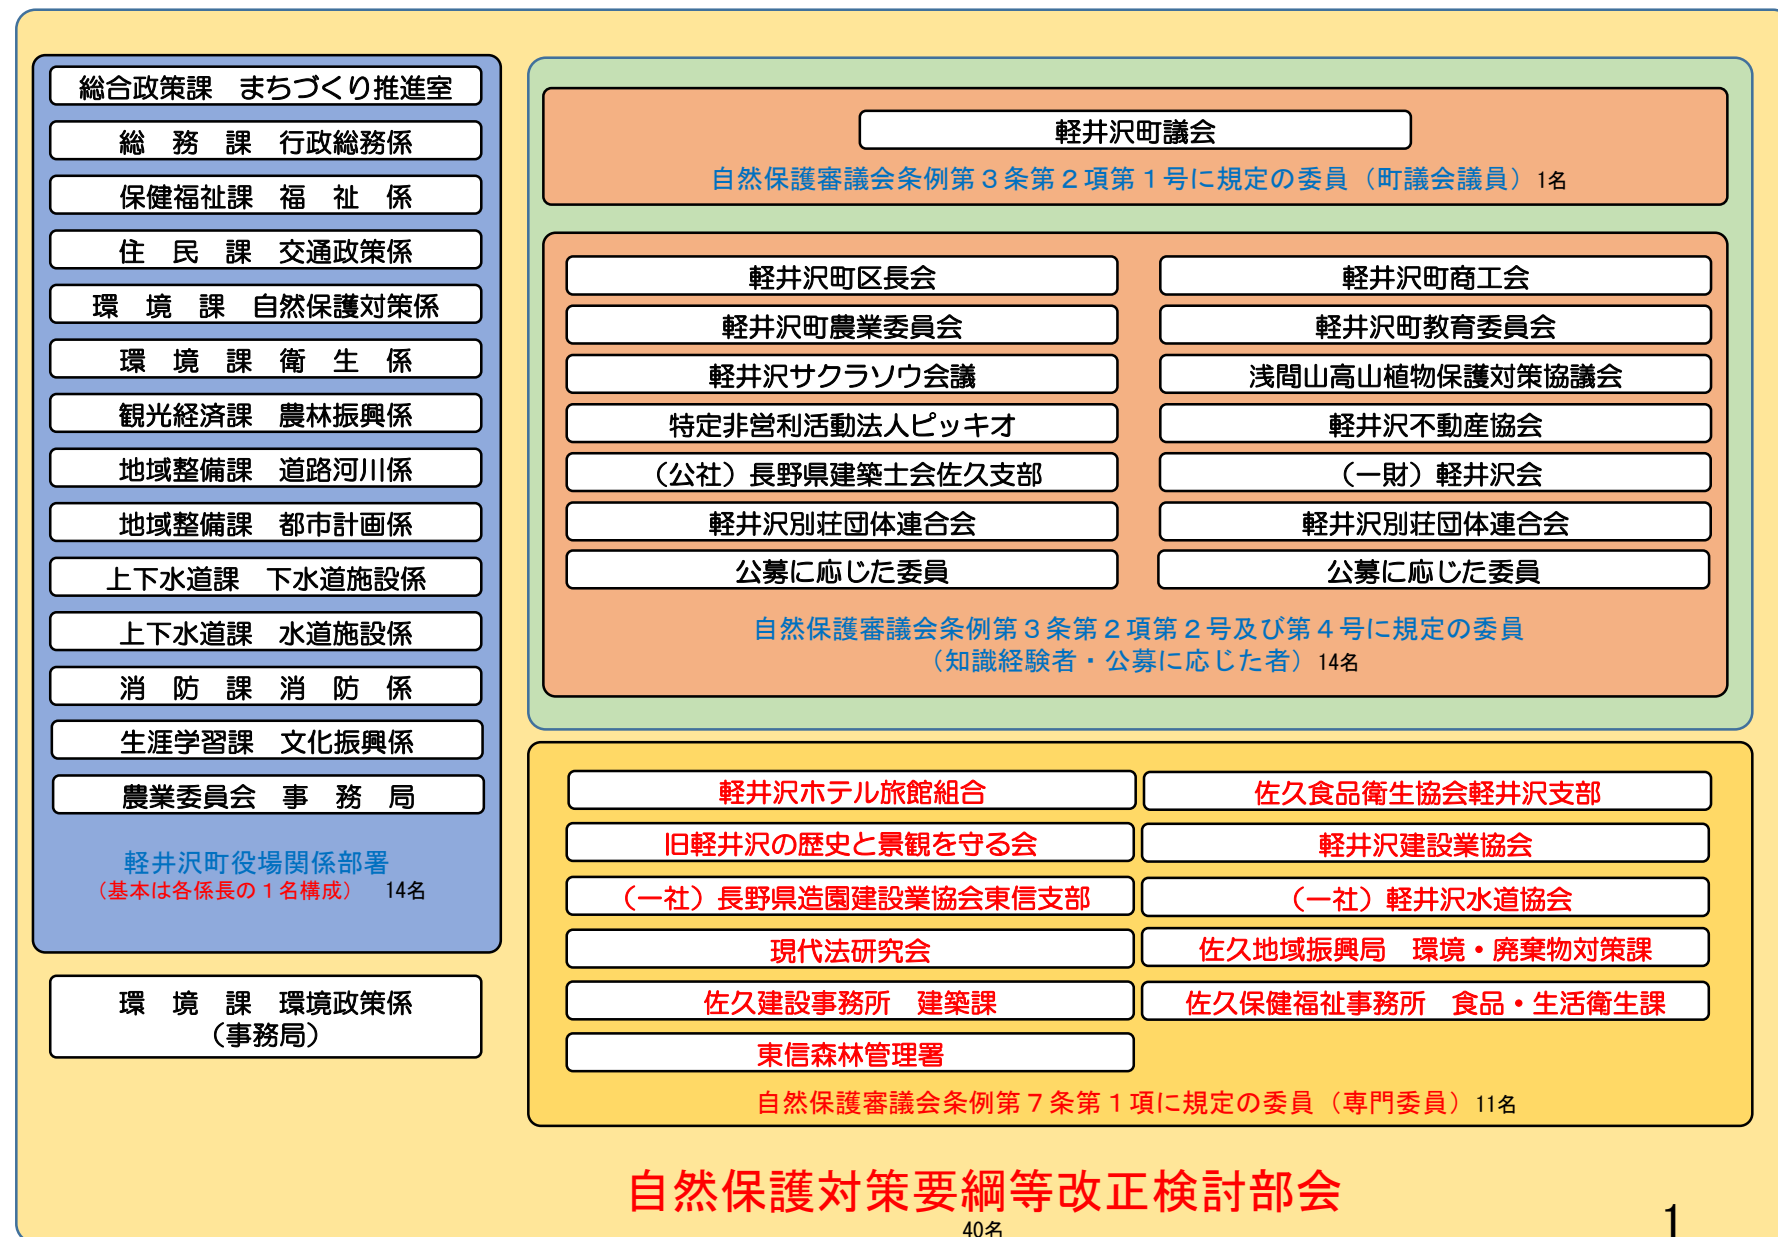 総合政策課　まちづくり推進室
総　務　課　行政総務係
保健福祉課　福　祉　係
住　民　課　交通政策係
環　境　課　自然保護対策係
環　境　課　衛　生　係
観光経済課　農林振興係
地域整備課　道路河川係
地域整備課　都市計画係
上下水道課　下水道施設係
上下水道課　水道施設係
消　防　課　消　防　係
生涯学習課　文化振興係
農業委員会　事　務　局
軽井沢町役場関係部署
（基本は各係長の１名構成）　14名
環　境　課　環境政策係
（事務局）
軽井沢町議会
自然保護審議会条例第３条第２項第１号に規定の委員（町議会議員）1名
軽井沢町区長会
軽井沢町商工会
軽井沢町農業委員会
軽井沢町教育委員会
軽井沢サクラソウ会議
浅間山高山植物保護対策協議会
特定非営利活動法人ピッキオ
軽井沢不動産協会
（公社）長野県建築士会佐久支部
（一財）軽井沢会
軽井沢別荘団体連合会
軽井沢別荘団体連合会
公募に応じた委員
公募に応じた委員
自然保護審議会条例第３条第２項第２号及び第４号に規定の委員
（知識経験者・公募に応じた者）14名
軽井沢ホテル旅館組合
佐久食品衛生協会軽井沢支部
旧軽井沢の歴史と景観を守る会
軽井沢建設業協会
（一社）長野県造園建設業協会東信支部
（一社）軽井沢水道協会
現代法研究会
佐久地域振興局　環境・廃棄物対策課
佐久建設事務所　建築課
佐久保健福祉事務所　食品・生活衛生課
東信森林管理署
自然保護審議会条例第７条第１項に規定の委員（専門委員）11名
自然保護対策要綱等改正検討部会
40名
1